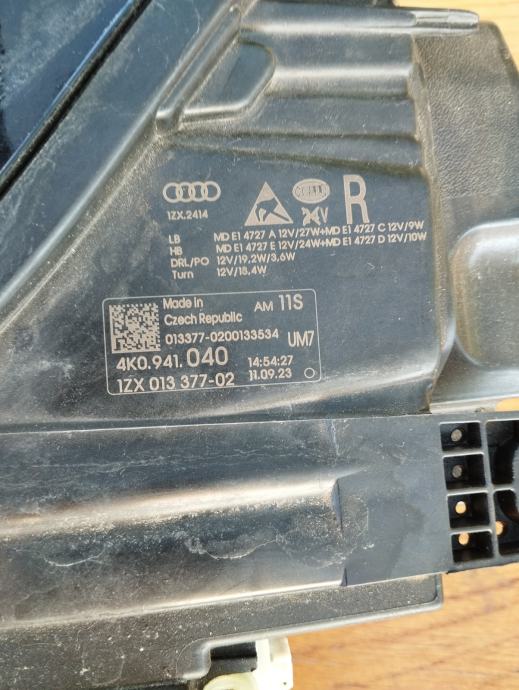 1ZX.2414
R
LB MD E1 4727 A 12V/27W+MD E1 4727 C 12V/9W
HB MD E1 4727 E 12V/24W+MD E1 4727 D 12V/10W
DRL/PO 12V/19,2W/3,6W
Turn 12V/18,4W
Made in AM 11S
Czech Republic
013377-0200133534 UM7
4K0.941.040 14:54:27
1ZX 013 377-02 11.09.23